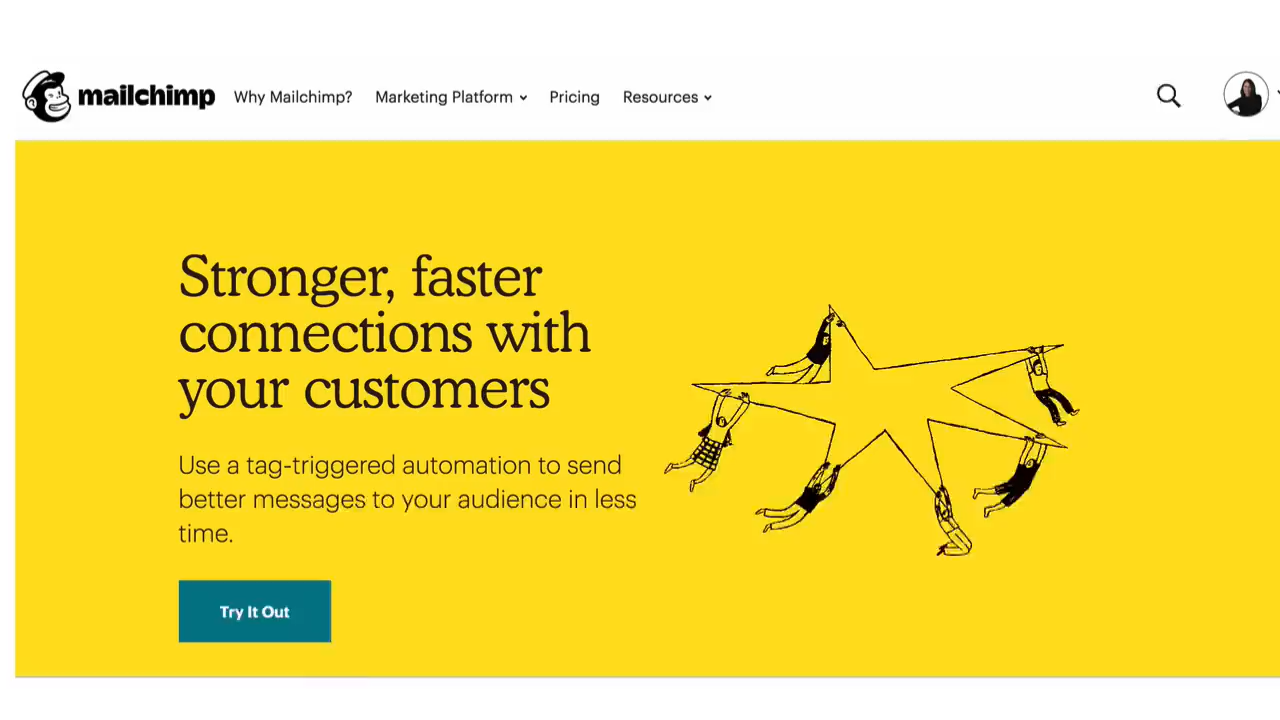 mailchimp Why Mailchimp? Marketing Platform Pricing Resources
Stronger, faster
connections with
your customers
Use a tag-triggered automation to send
better messages to your audience in less
time.
Try It Out